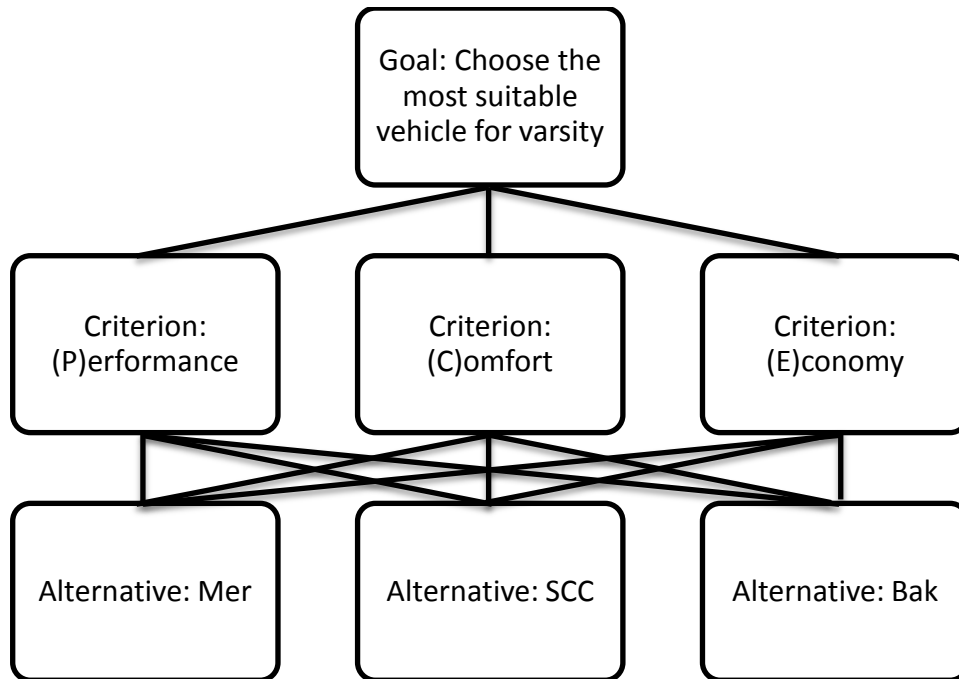 Goal: Choose the
most suitable
vehicle for varsity
Criterion:
(P)erformance
Criterion:
(C)omfort
Criterion:
(E)conomy
Alternative: Mer
Alternative: SCC
Alternative: Bak